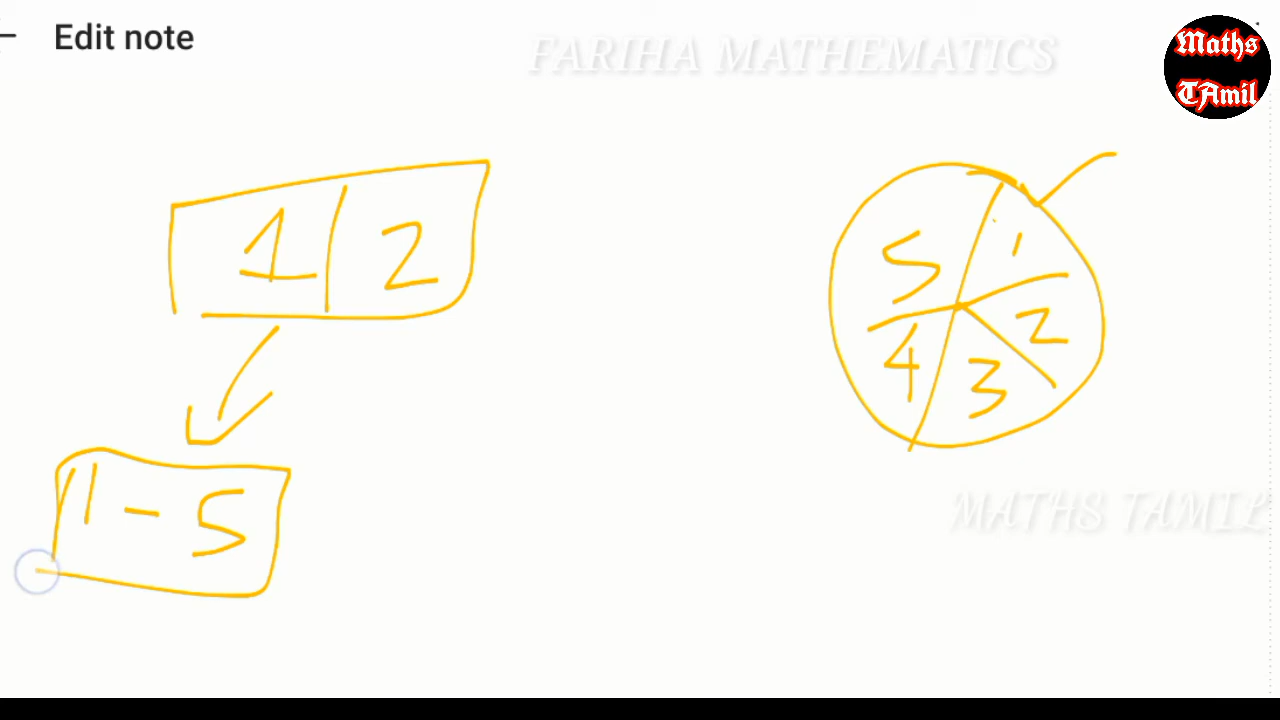 Edit note
FARIHA MATHEMATICS
Maths
TAmil
1 2
5 1
2
4 3
1 - 5
MATHS TAMIL